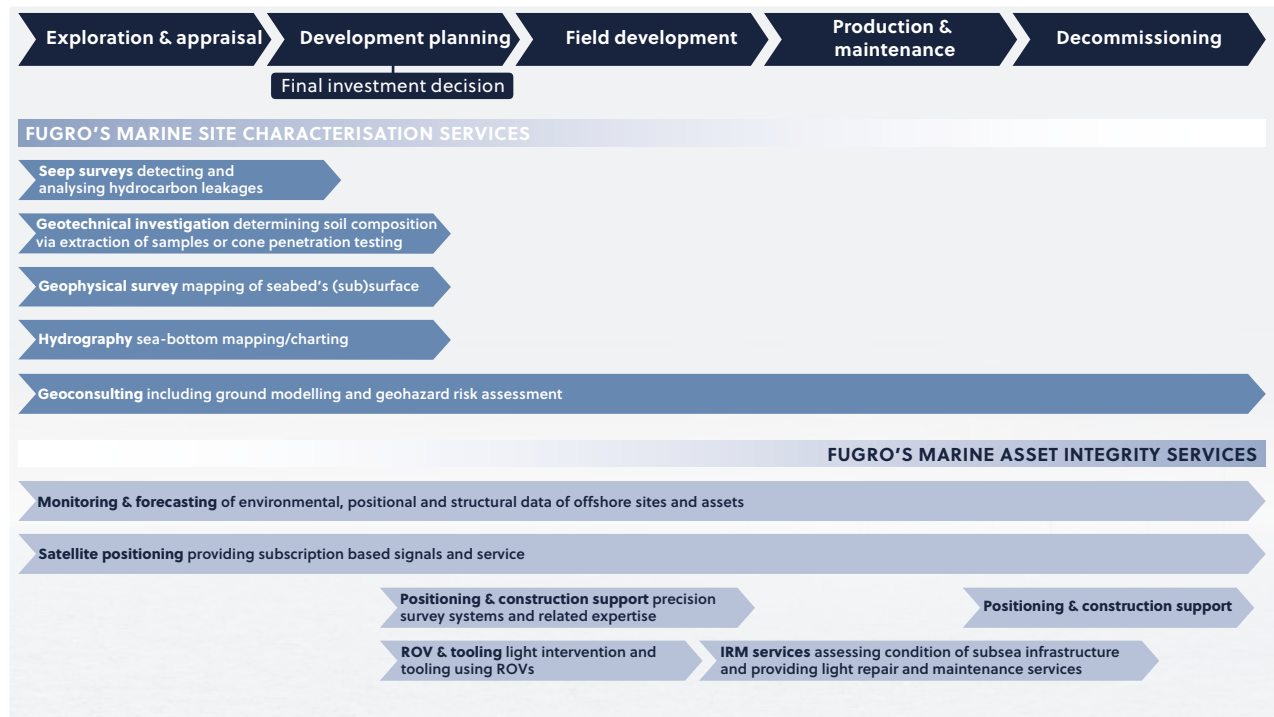 Exploration & appraisal
Development planning
Field development
Production &
maintenance
Decommissioning
Final investment decision
FUGRO’S MARINE SITE CHARACTERISATION SERVICES
Seep surveys detecting and
analysing hydrocarbon leakages
Geotechnical investigation determining soil composition
via extraction of samples or cone penetration testing
Geophysical survey mapping of seabed’s (sub)surface
Hydrography sea-bottom mapping/charting
Geoconsulting including ground modelling and geohazard risk assessment
FUGRO’S MARINE ASSET INTEGRITY SERVICES
Monitoring & forecasting of environmental, positional and structural data of offshore sites and assets
Satellite positioning providing subscription based signals and service
Positioning & construction support precision
survey systems and related expertise
Positioning & construction support
ROV & tooling light intervention and
tooling using ROVs
IRM services assessing condition of subsea infrastructure
and providing light repair and maintenance services